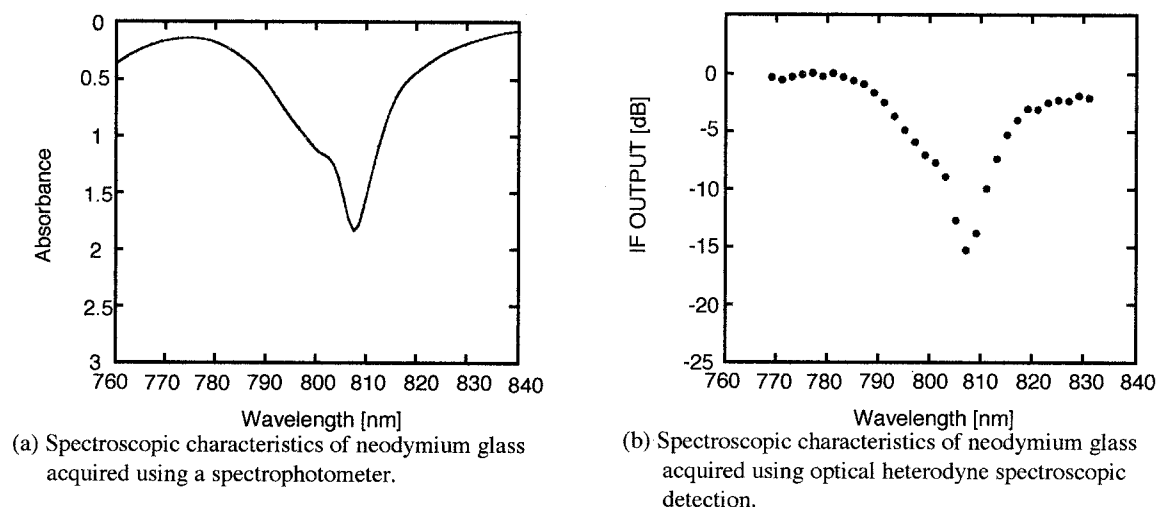 0
0.5
1
1.5
2
2.5
3
Absorbance
760 770 780 790 800 810 820 830 840
Wavelength [nm]
(a) Spectroscopic characteristics of neodymium glass
acquired using a spectrophotometer.
0
-5
-10
-15
-20
-25
IF OUTPUT [dB]
760 770 780 790 800 810 820 830 840
Wavelength [nm]
(b) Spectroscopic characteristics of neodymium glass
acquired using optical heterodyne spectroscopic
detection.